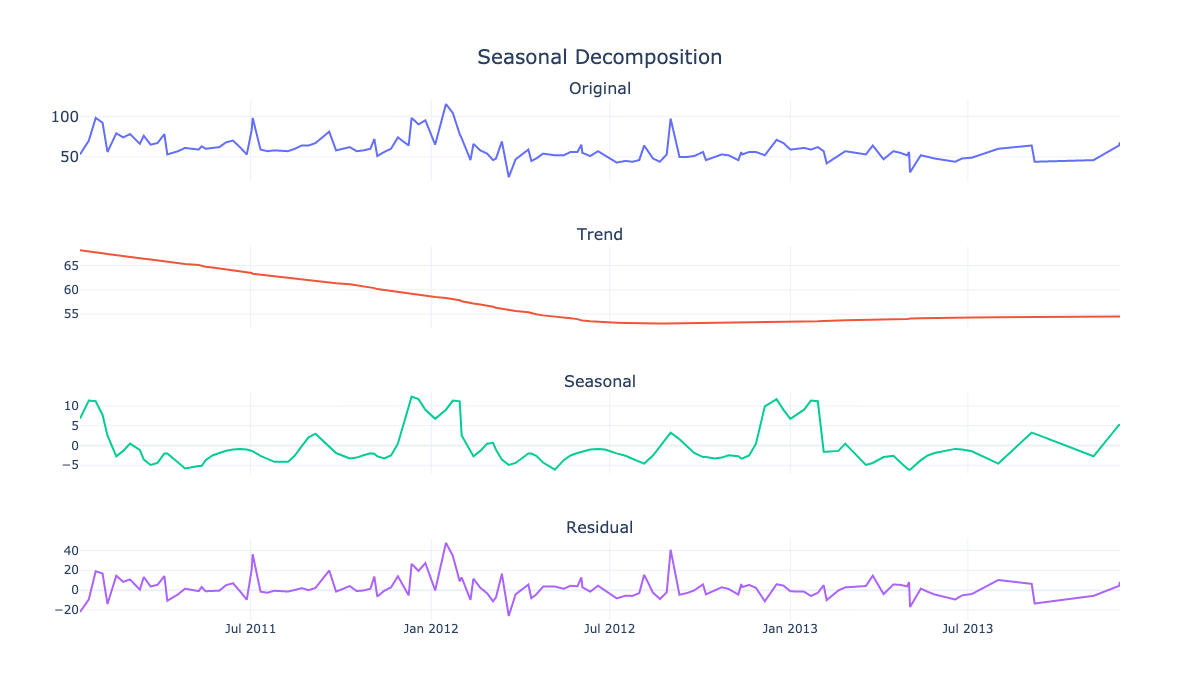 Seasonal Decomposition
Original
100
50
Trend
65
60
55
Seasonal
10
5
0
−5
Residual
40
20
0
−20
Jul 2011 Jan 2012 Jul 2012 Jan 2013 Jul 2013